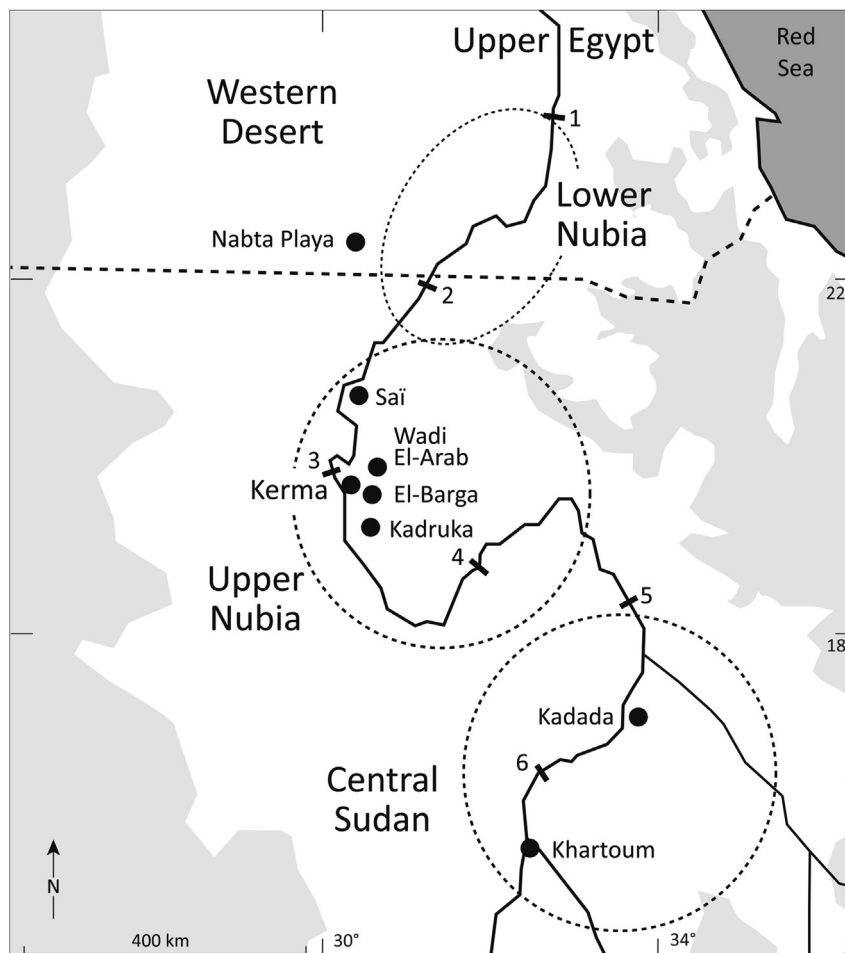 Upper Egypt
Red
Sea
Western
Desert
1
Lower
Nubia
Nabta Playa
22
2
Saï
Wadi
El-Arab
3
Kerma
El-Barga
Kadruka
4
Upper
Nubia
5
18
Kadada
6
Central
Sudan
Khartoum
N
400 km
30°
34°